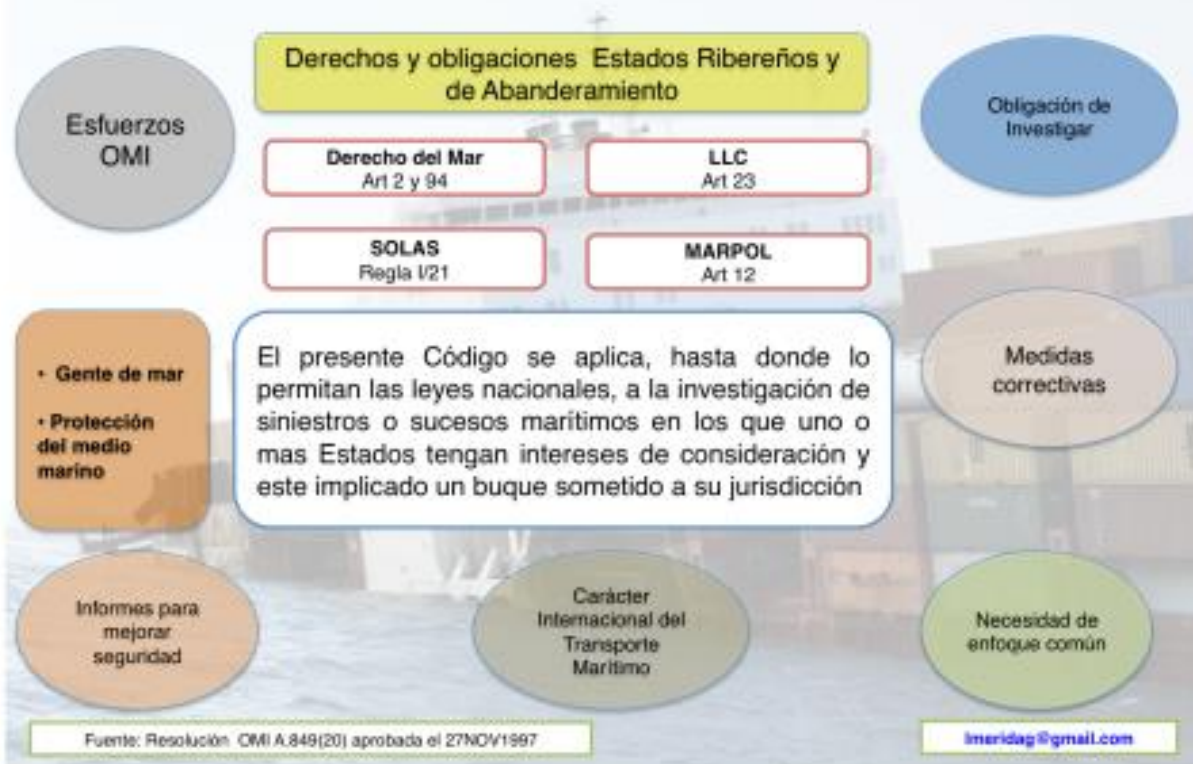 Derechos y obligaciones Estados Ribereños y
de Abanderamiento
Esfuerzos
OMI
Obligación de
Investigar
Derecho del Mar
Art 2 y 94
LLC
Art 23
SOLAS
Regla I/21
MARPOL
Art 12
• Gente de mar
• Protección
del medio
marino
El presente Código se aplica, hasta donde lo
permitan las leyes nacionales, a la investigación de
siniestros o sucesos marítimos en los que uno o
mas Estados tengan intereses de consideración y
este implicado un buque sometido a su jurisdicción
Medidas
correctivas
Informes para
mejorar
seguridad
Carácter
Internacional del
Transporte
Marítimo
Necesidad de
enfoque común
Fuente: Resolución OMI A.849(20) aprobada el 27NOV1997
lmeridag@gmail.com